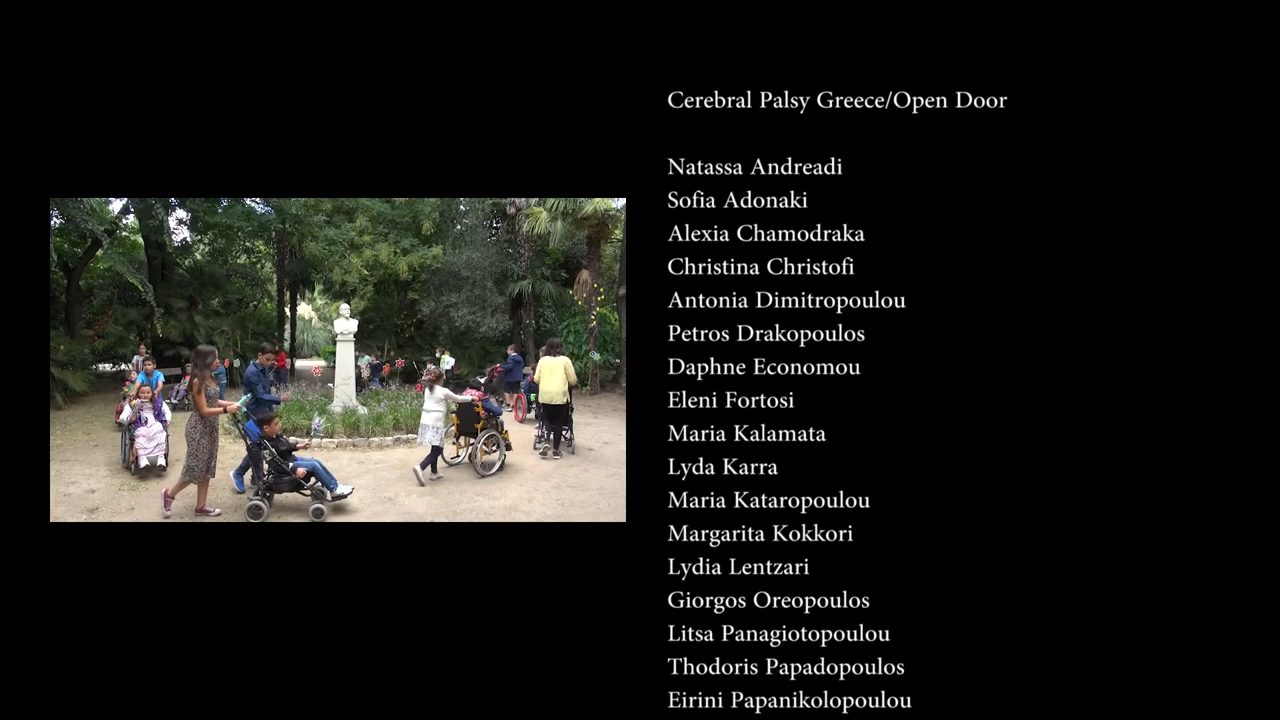 Cerebral Palsy Greece/Open Door
Natassa Andreadi
Sofia Adonaki
Alexia Chamodraka
Christina Christofi
Antonia Dimitropoulou
Petros Drakopoulos
Daphne Economou
Eleni Fortosi
Maria Kalamata
Lyda Karra
Maria Kataropoulou
Margarita Kokkori
Lydia Lentzari
Giorgos Oreopoulos
Litsa Panagiotopoulou
Thodoris Papadopoulos
Eirini Papanikolopoulou